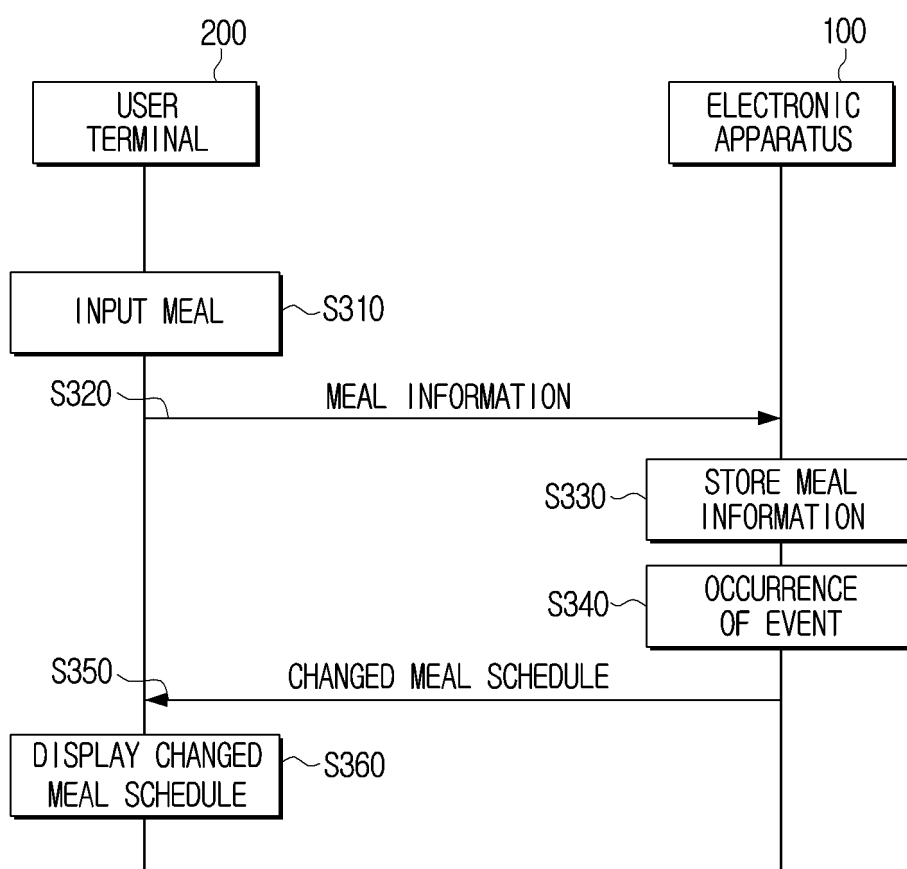 200
100
USER
TERMINAL
ELECTRONIC
APPARATUS
INPUT MEAL
S310
S320
MEAL INFORMATION
S330
STORE MEAL
INFORMATION
S340
OCCURRENCE
OF EVENT
S350
CHANGED MEAL SCHEDULE
DISPLAY CHANGED
MEAL SCHEDULE
S360